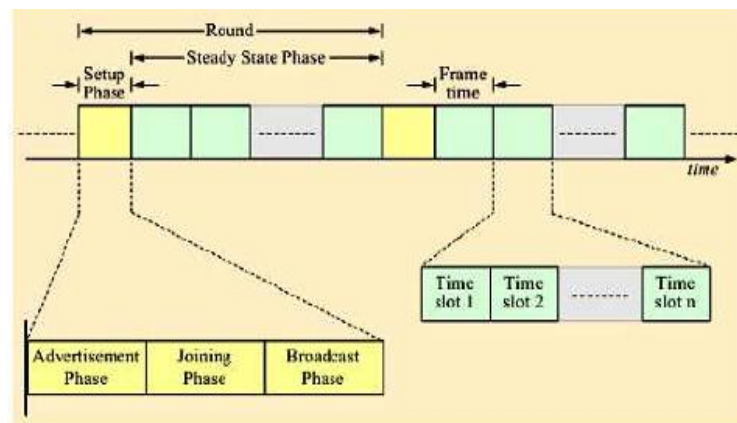 Round
Steady State Phase
Setup
Phase
Frame
time
time
Time
slot 1
Time
slot 2
Time
slot n
Advertisement
Phase
Joining
Phase
Broadcast
Phase